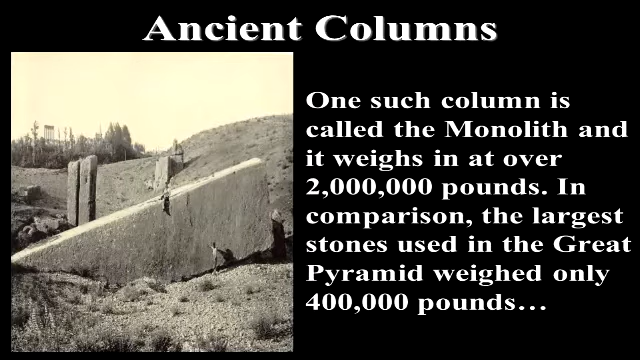 Ancient Columns
One such column is
called the Monolith and
it weighs in at over
2,000,000 pounds. In
comparison, the largest
stones used in the Great
Pyramid weighed only
400,000 pounds…